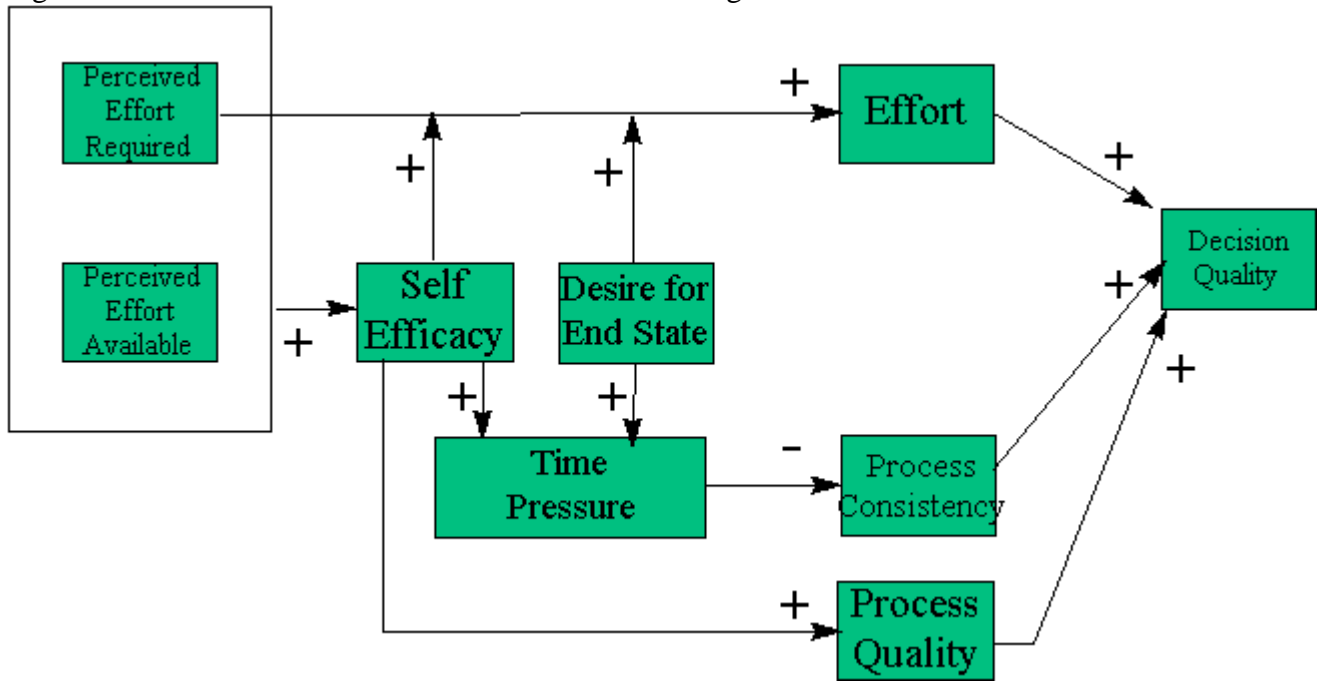 Perceived
Effort
Required
+
Effort
+
+
+
Decision
Quality
Perceived
Effort
Available
+
Self
Efficacy
Desire for
End State
+
+
+
+
Time
Pressure
-
Process
Consistency
+
Process
Quality